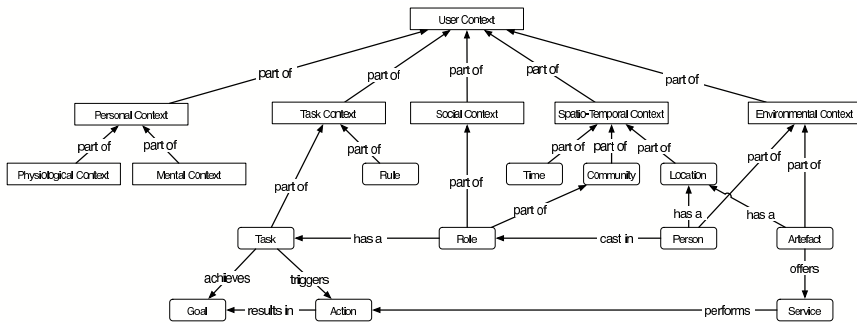 User Context
part of
part of
part of
part of
part of
Personal Context
Task Context
Social Context
Spatio-Temporal Context
Environmental Context
part of
part of
part of
part of
part of
part of
part of
Physiological Context
Mental Context
Rule
Time
Community
Location
part of
part of
part of
part of
has a
has a
Task
has a
Role
cast in
Person
Artefact
achieves
triggers
offers
Goal
results in
Action
performs
Service